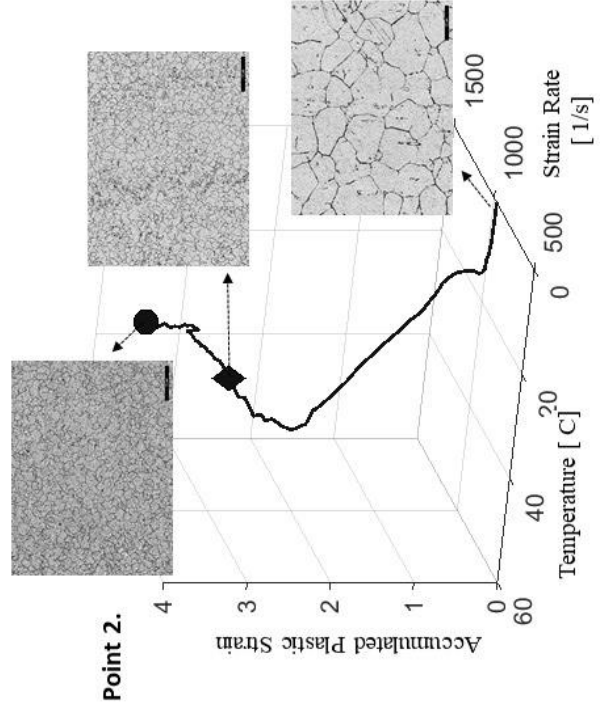 Point 2.
Accumulated Plastic Strain
4
3
2
1
0
60
40
20
0
Temperature [ C]
0
500
1000
1500
Strain Rate
[1/s]